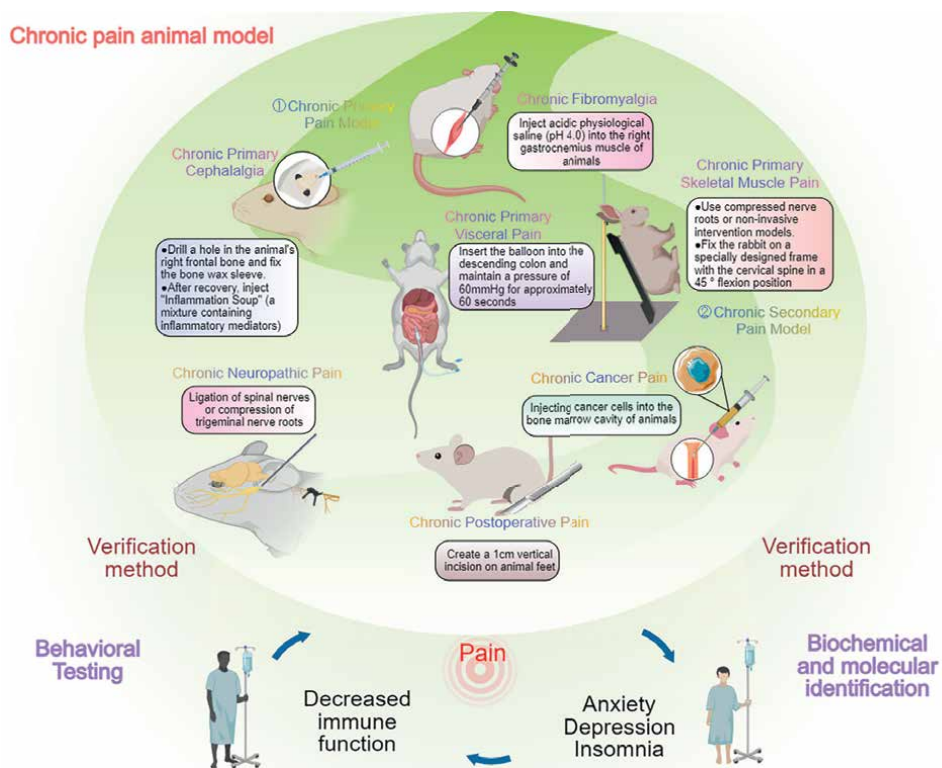 Chronic pain animal model
①Chronic Primary
Pain Model
Chronic Fibromyalgia
Inject acidic physiological
saline (pH 4.0) into the right
gastrocnemius muscle of
animals
Chronic Primary
Cephalalgia
●Drill a hole in the animal's
right frontal bone and fix
the bone wax sleeve.
●After recovery, inject
"Inflammation Soup" (a
mixture containing
inflammatory mediators)
Chronic Primary
Visceral Pain
Insert the balloon into the
descending colon and
maintain a pressure of
60mmHg for approximately
60 seconds
Chronic Primary
Skeletal Muscle Pain
●Use compressed nerve
roots or non-invasive
intervention models.
●Fix the rabbit on a
specially designed frame
with the cervical spine in a
45 ° flexion position
②Chronic Secondary
Pain Model
Chronic Neuropathic Pain
Ligation of spinal nerves
or compression of
trigeminal nerve roots
Chronic Cancer Pain
Injecting cancer cells into the
bone marrow cavity of animals
Chronic Postoperative Pain
Create a 1cm vertical
incision on animal feet
Verification
method
Verification
method
Behavioral
Testing
Pain
Biochemical
and molecular
identification
Decreased
immune
function
Anxiety
Depression
Insomnia